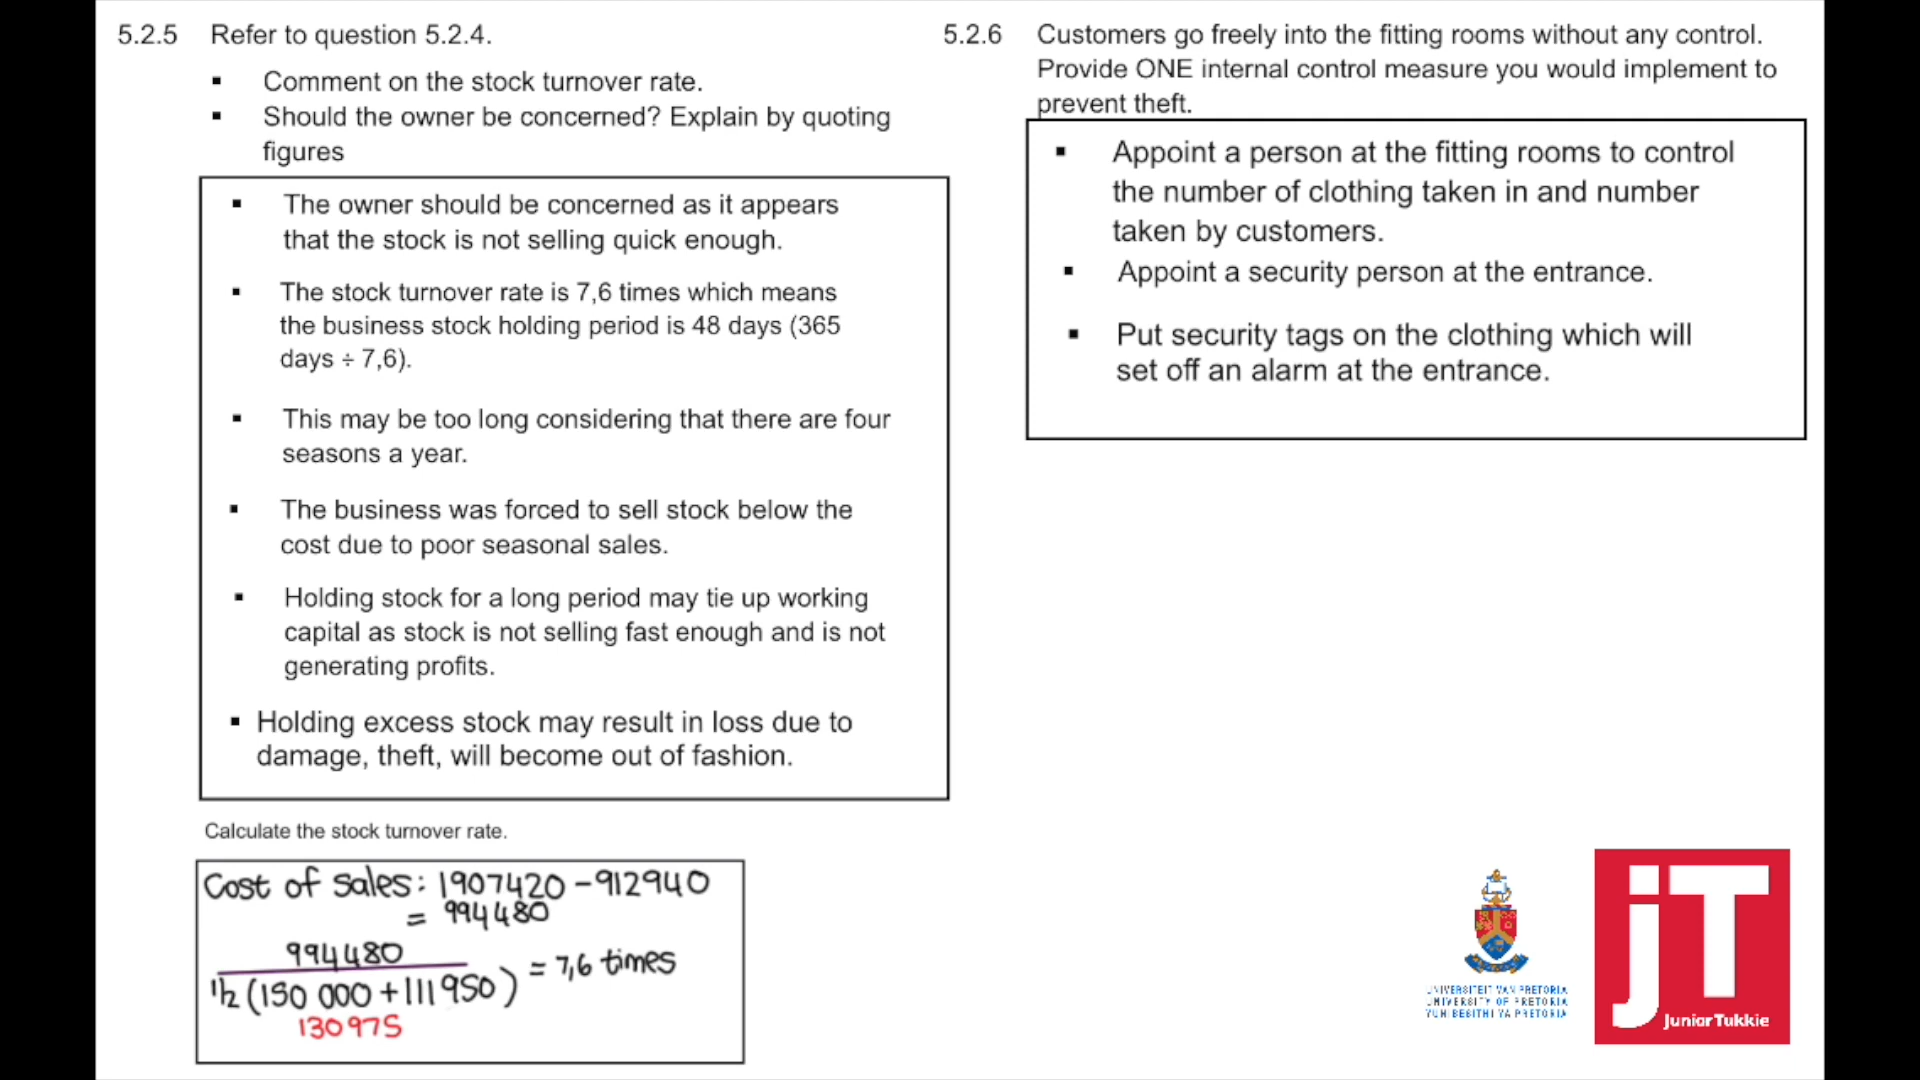 5.2.5 Refer to question 5.2.4.
▪ Comment on the stock turnover rate.
▪ Should the owner be concerned? Explain by quoting
figures
▪ The owner should be concerned as it appears
that the stock is not selling quick enough.
▪ The stock turnover rate is 7,6 times which means
the business stock holding period is 48 days (365
days ÷ 7,6).
▪ This may be too long considering that there are four
seasons a year.
▪ The business was forced to sell stock below the
cost due to poor seasonal sales.
▪ Holding stock for a long period may tie up working
capital as stock is not selling fast enough and is not
generating profits.
▪ Holding excess stock may result in loss due to
damage, theft, will become out of fashion.
Calculate the stock turnover rate.
Cost of sales: 1907420 - 912940
= 994480
994480
1/2 (150 000 + 111 950) = 7,6 times
130975
5.2.6 Customers go freely into the fitting rooms without any control.
Provide ONE internal control measure you would implement to
prevent theft.
▪ Appoint a person at the fitting rooms to control
the number of clothing taken in and number
taken by customers.
▪ Appoint a security person at the entrance.
▪ Put security tags on the clothing which will
set off an alarm at the entrance.
UNIVERSITEIT VAN PRETORIA
UNIVERSITY OF PRETORIA
YUNIBESITHI YA PRETORIA
jT
JuniorTukkie